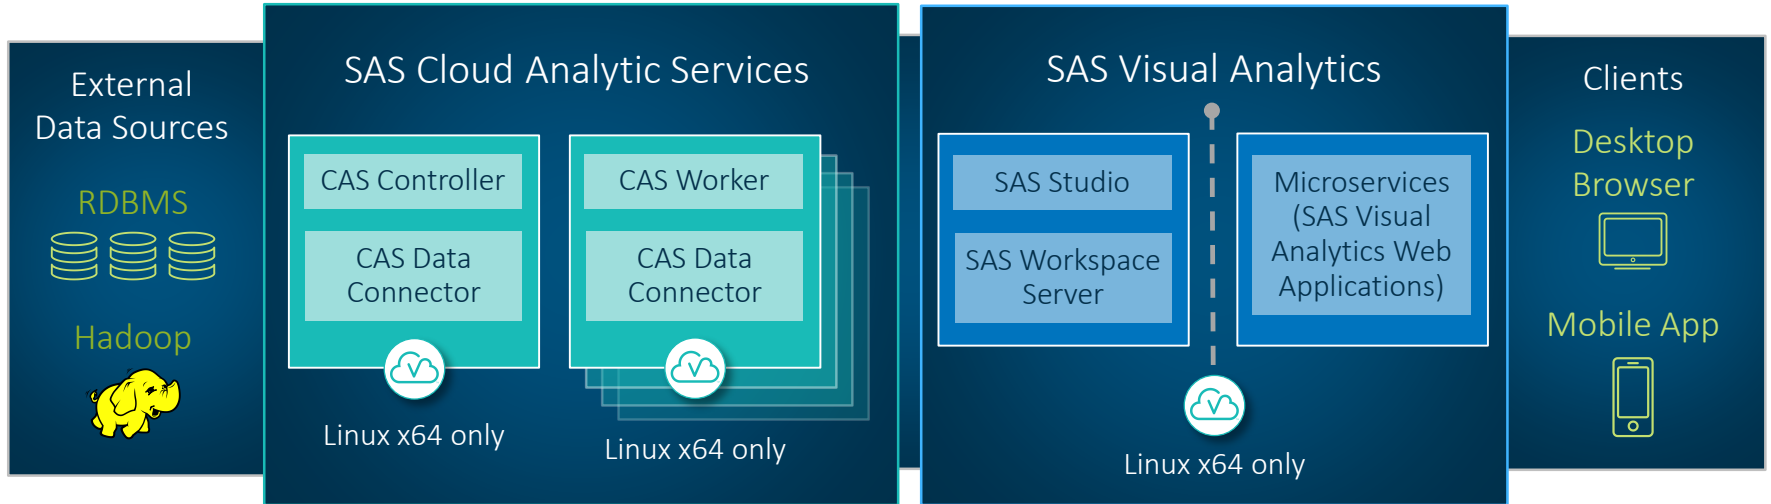 External
Data Sources
RDBMS
Hadoop
SAS Cloud Analytic Services
CAS Controller
CAS Data
Connector
Linux x64 only
CAS Worker
CAS Data
Connector
Linux x64 only
SAS Visual Analytics
SAS Studio
SAS Workspace
Server
Microservices
(SAS Visual
Analytics Web
Applications)
Linux x64 only
Clients
Desktop
Browser
Mobile App